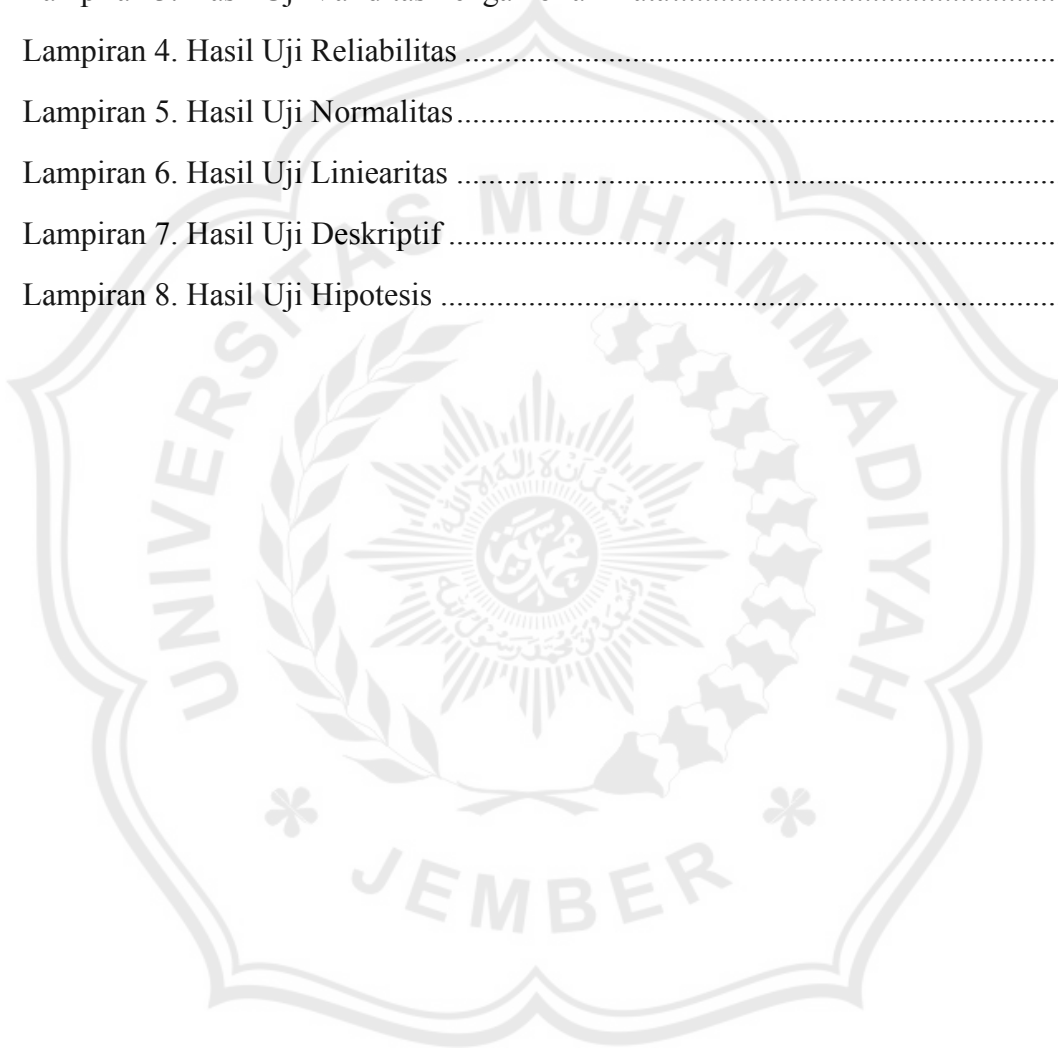 Lampiran 4. Hasil Uji Reliabilitas ....................................................................
Lampiran 5. Hasil Uji Normalitas.....................................................................
Lampiran 6. Hasil Uji Liniearitas .....................................................................
Lampiran 7. Hasil Uji Deskriptif ......................................................................
Lampiran 8. Hasil Uji Hipotesis .......................................................................
UNIVERSITAS MUHAMMADIYAH
* JEMBER *